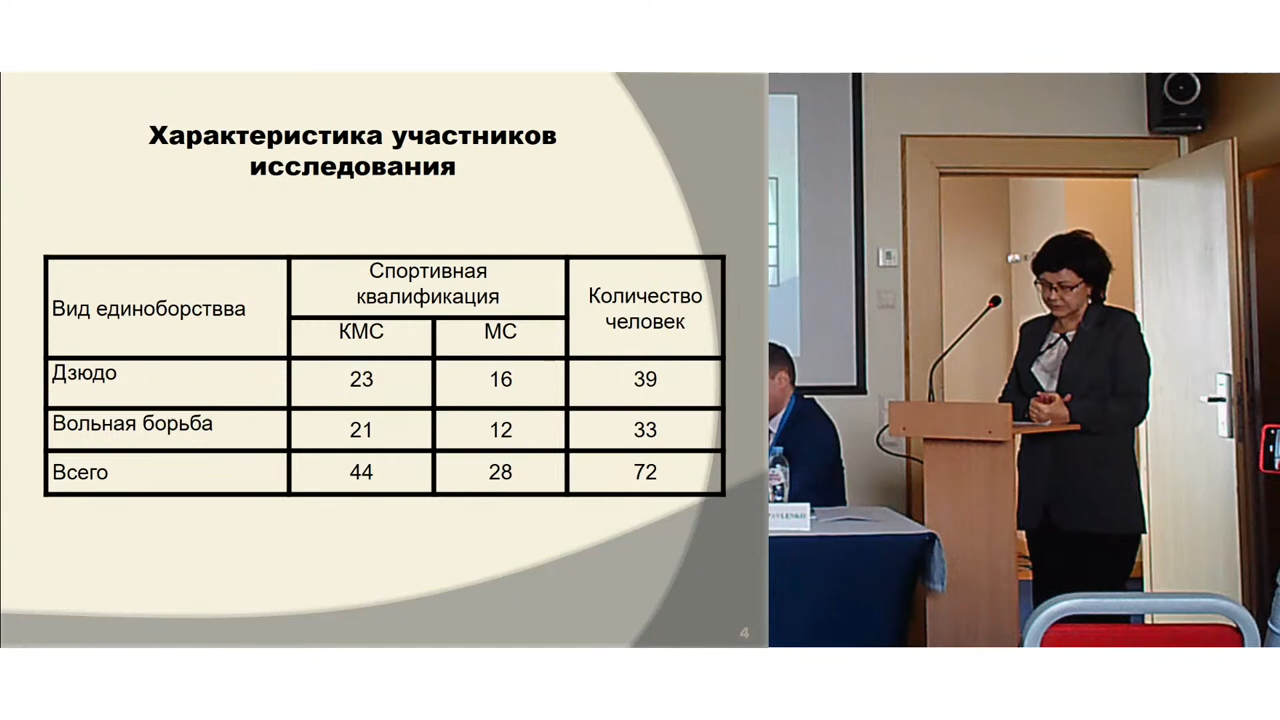 Характеристика участников
исследования
Вид единоборствва
Спортивная
квалификация
Количество
человек
КМС
МС
Дзюдо
23
16
39
Вольная борьба
21
12
33
Всего
44
28
72
4